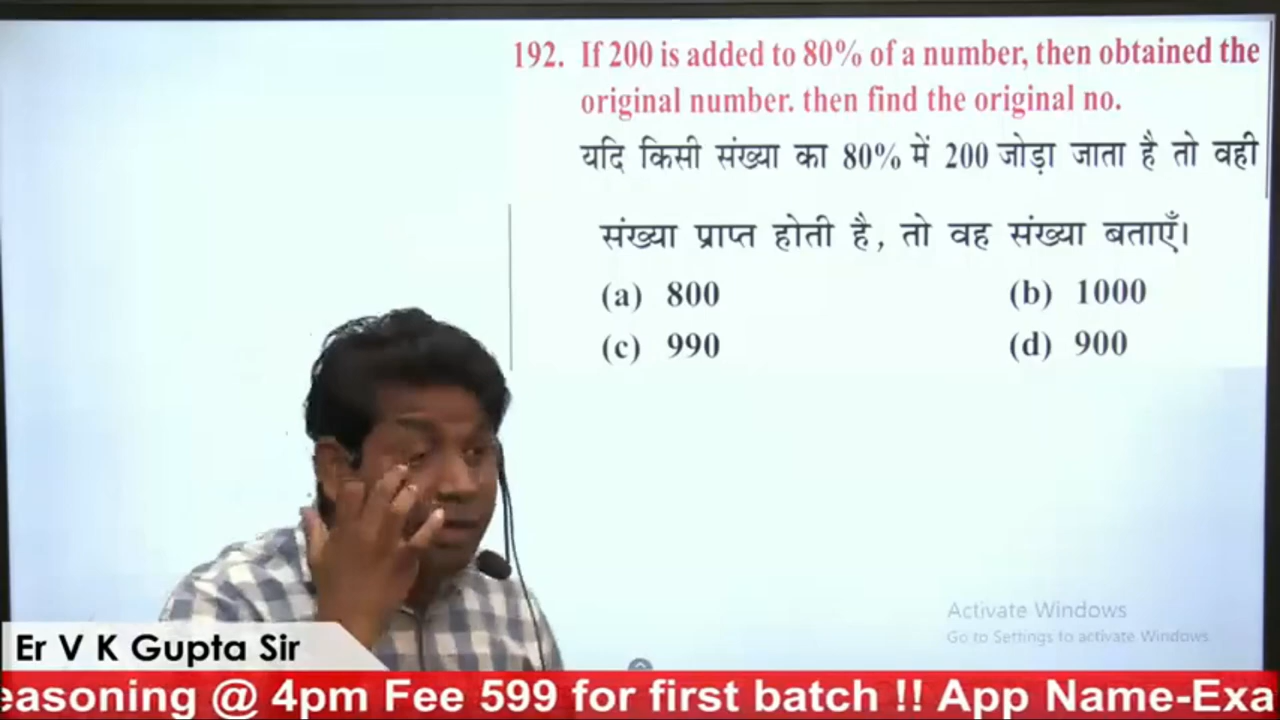 192. If 200 is added to 80% of a number, then obtained the
original number. then find the original no.
यदि किसी संख्या का 80% में 200 जोड़ा जाता है तो वही
संख्या प्राप्त होती है, तो वह संख्या बताएँ।
(a) 800 (b) 1000
(c) 990 (d) 900
Activate Windows
Go to Settings to activate Windows.
Er V K Gupta Sir
easoning @ 4pm Fee 599 for first batch !! App Name-Exa